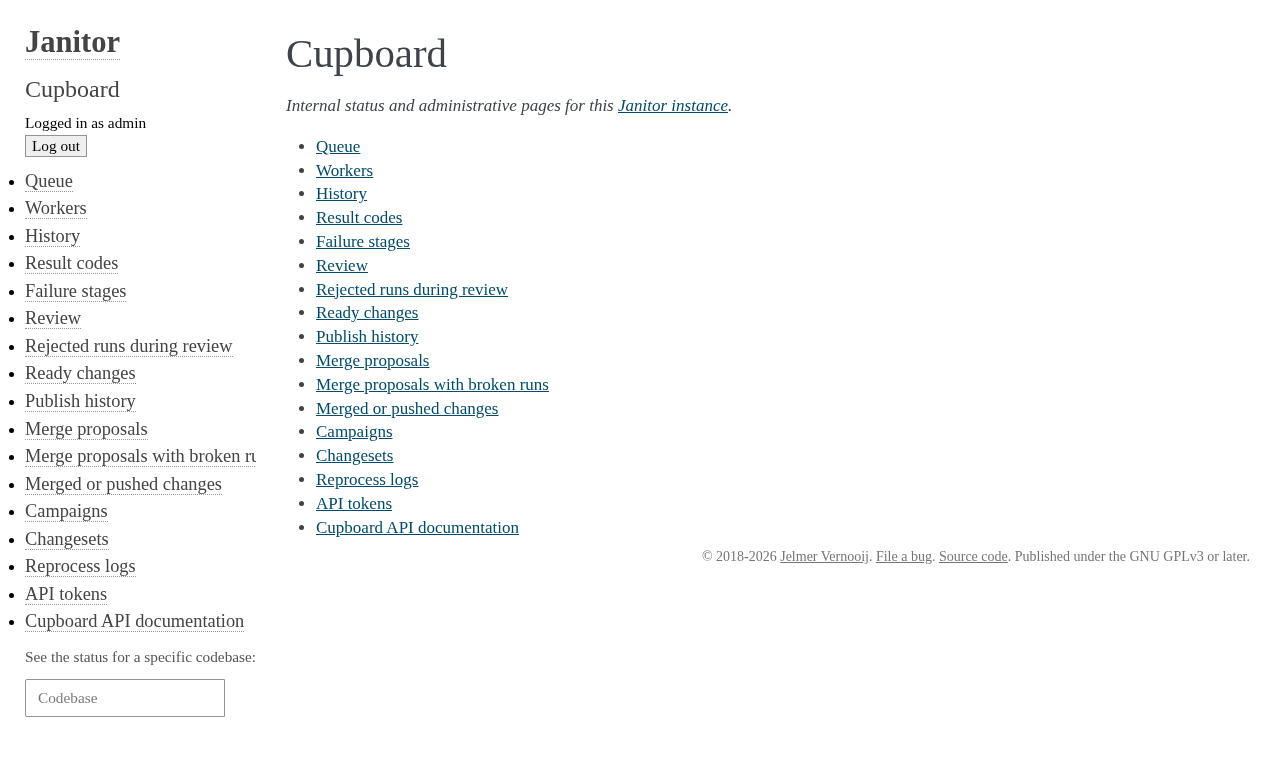 Janitor
Cupboard
Logged in as admin
Log out
Queue
Workers
History
Result codes
Failure stages
Review
Rejected runs during review
Ready changes
Publish history
Merge proposals
Merge proposals with broken ru
Merged or pushed changes
Campaigns
Changesets
Reprocess logs
API tokens
Cupboard API documentation
See the status for a specific codebase:
Codebase
Cupboard
Internal status and administrative pages for this Janitor instance.
Queue
Workers
History
Result codes
Failure stages
Review
Rejected runs during review
Ready changes
Publish history
Merge proposals
Merge proposals with broken runs
Merged or pushed changes
Campaigns
Changesets
Reprocess logs
API tokens
Cupboard API documentation
© 2018-2026 Jelmer Vernooij. File a bug. Source code. Published under the GNU GPLv3 or later.